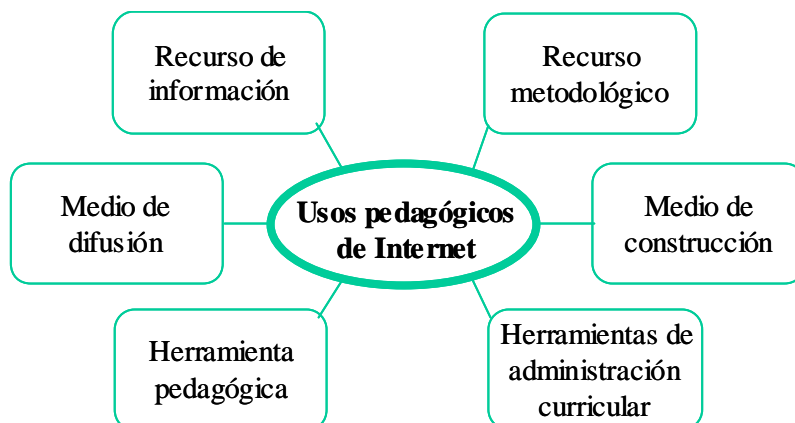 Recurso de
información
Recurso
metodológico
Medio de
difusión
Usos pedagógicos
de Internet
Medio de
construcción
Herramienta
pedagógica
Herramientas de
administración
curricular